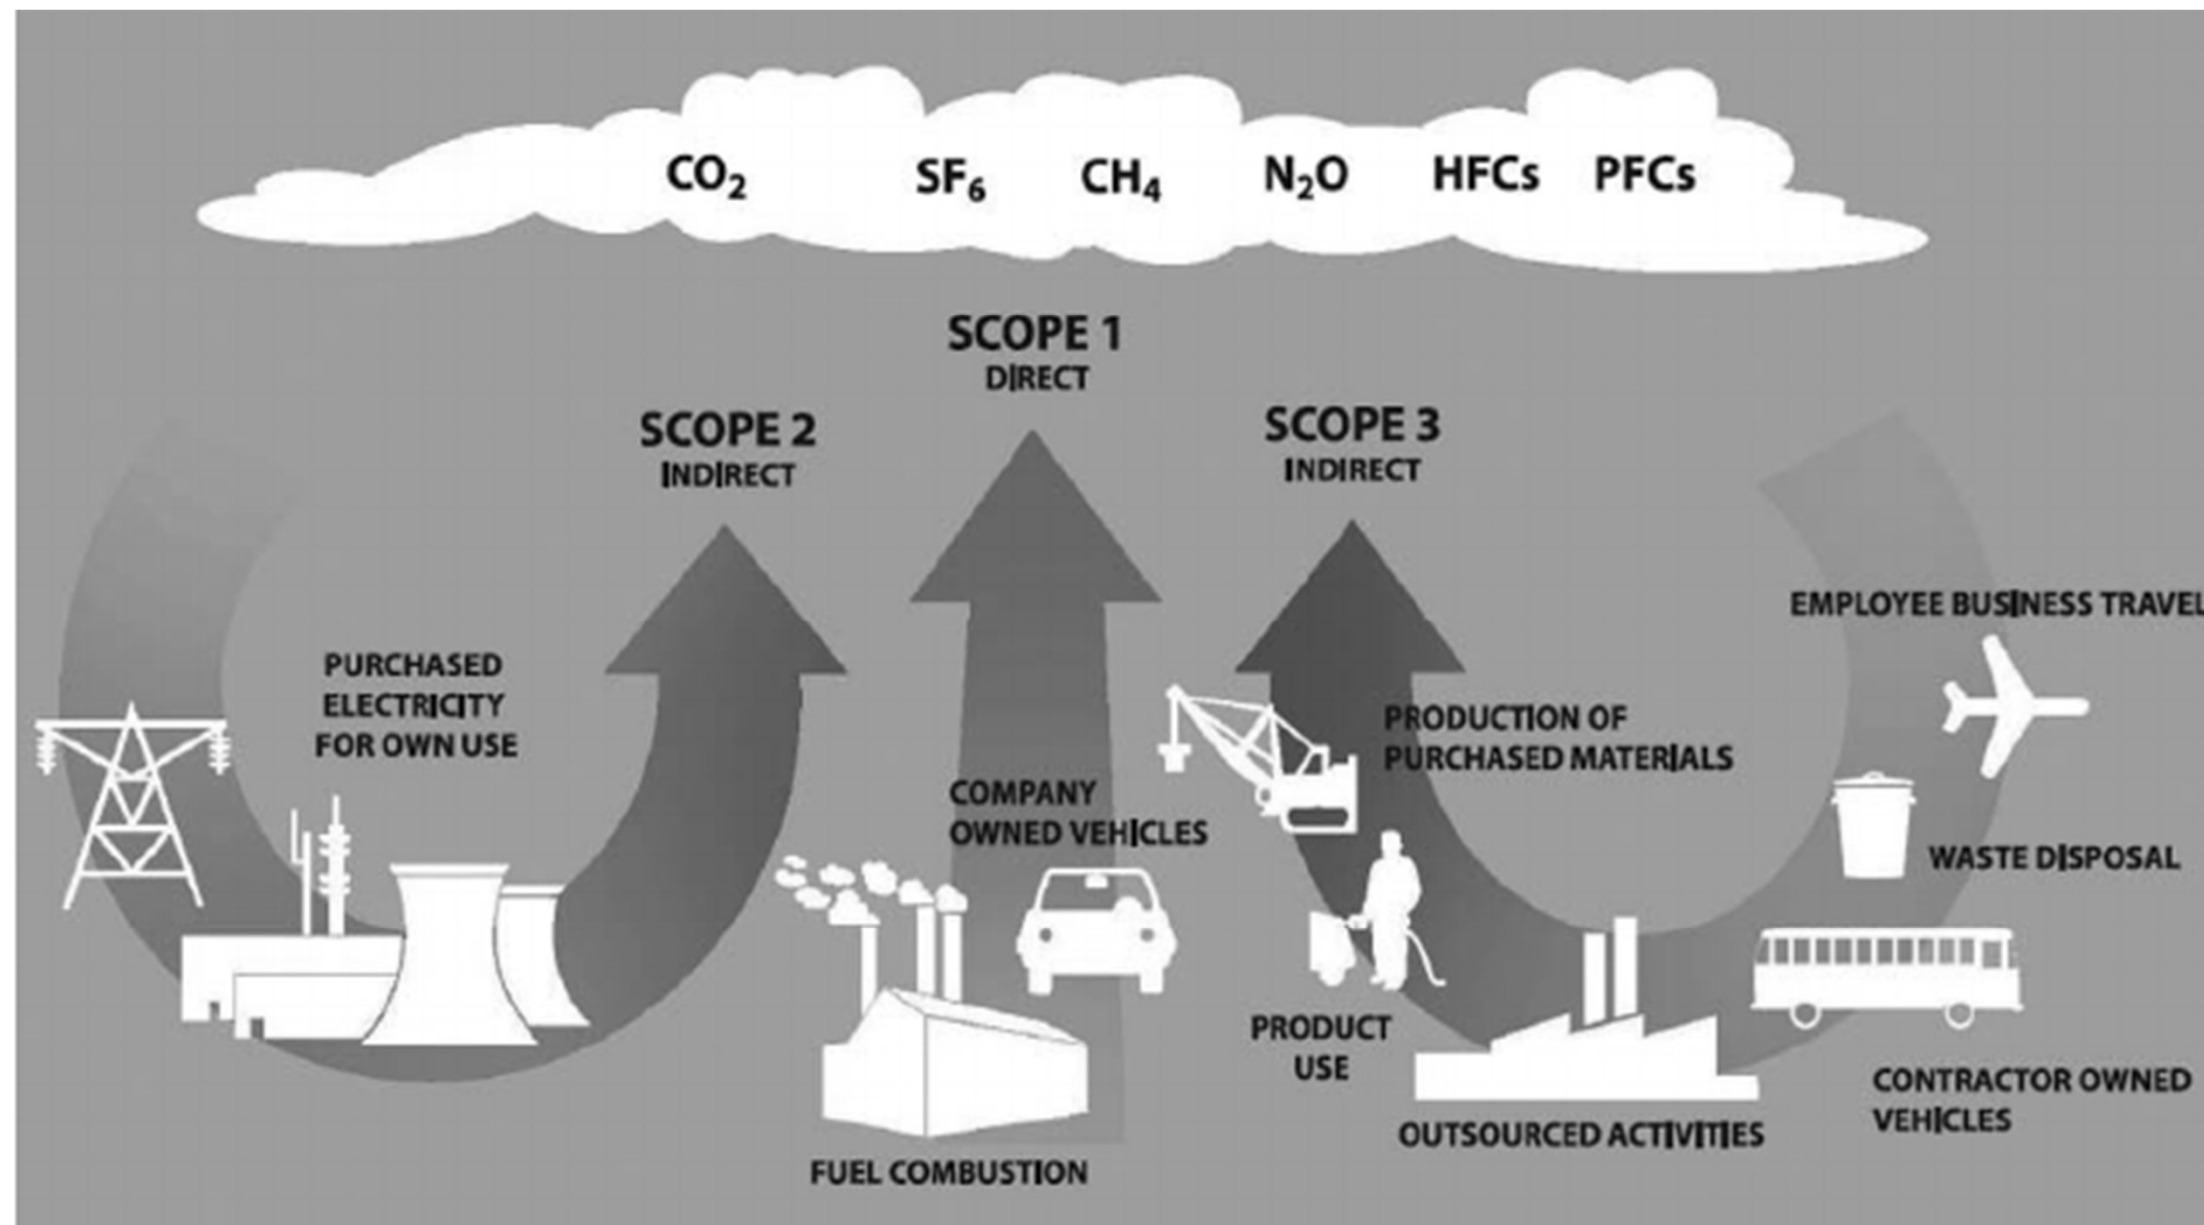 CO₂ SF₆ CH₄ N₂O HFCs PFCs
SCOPE 1
DIRECT
SCOPE 2
INDIRECT
SCOPE 3
INDIRECT
PURCHASED
ELECTRICITY
FOR OWN USE
COMPANY
OWNED VEHICLES
FUEL COMBUSTION
PRODUCTION OF
PURCHASED MATERIALS
PRODUCT
USE
OUTSOURCED ACTIVITIES
EMPLOYEE BUSINESS TRAVEL
WASTE DISPOSAL
CONTRACTOR OWNED
VEHICLES